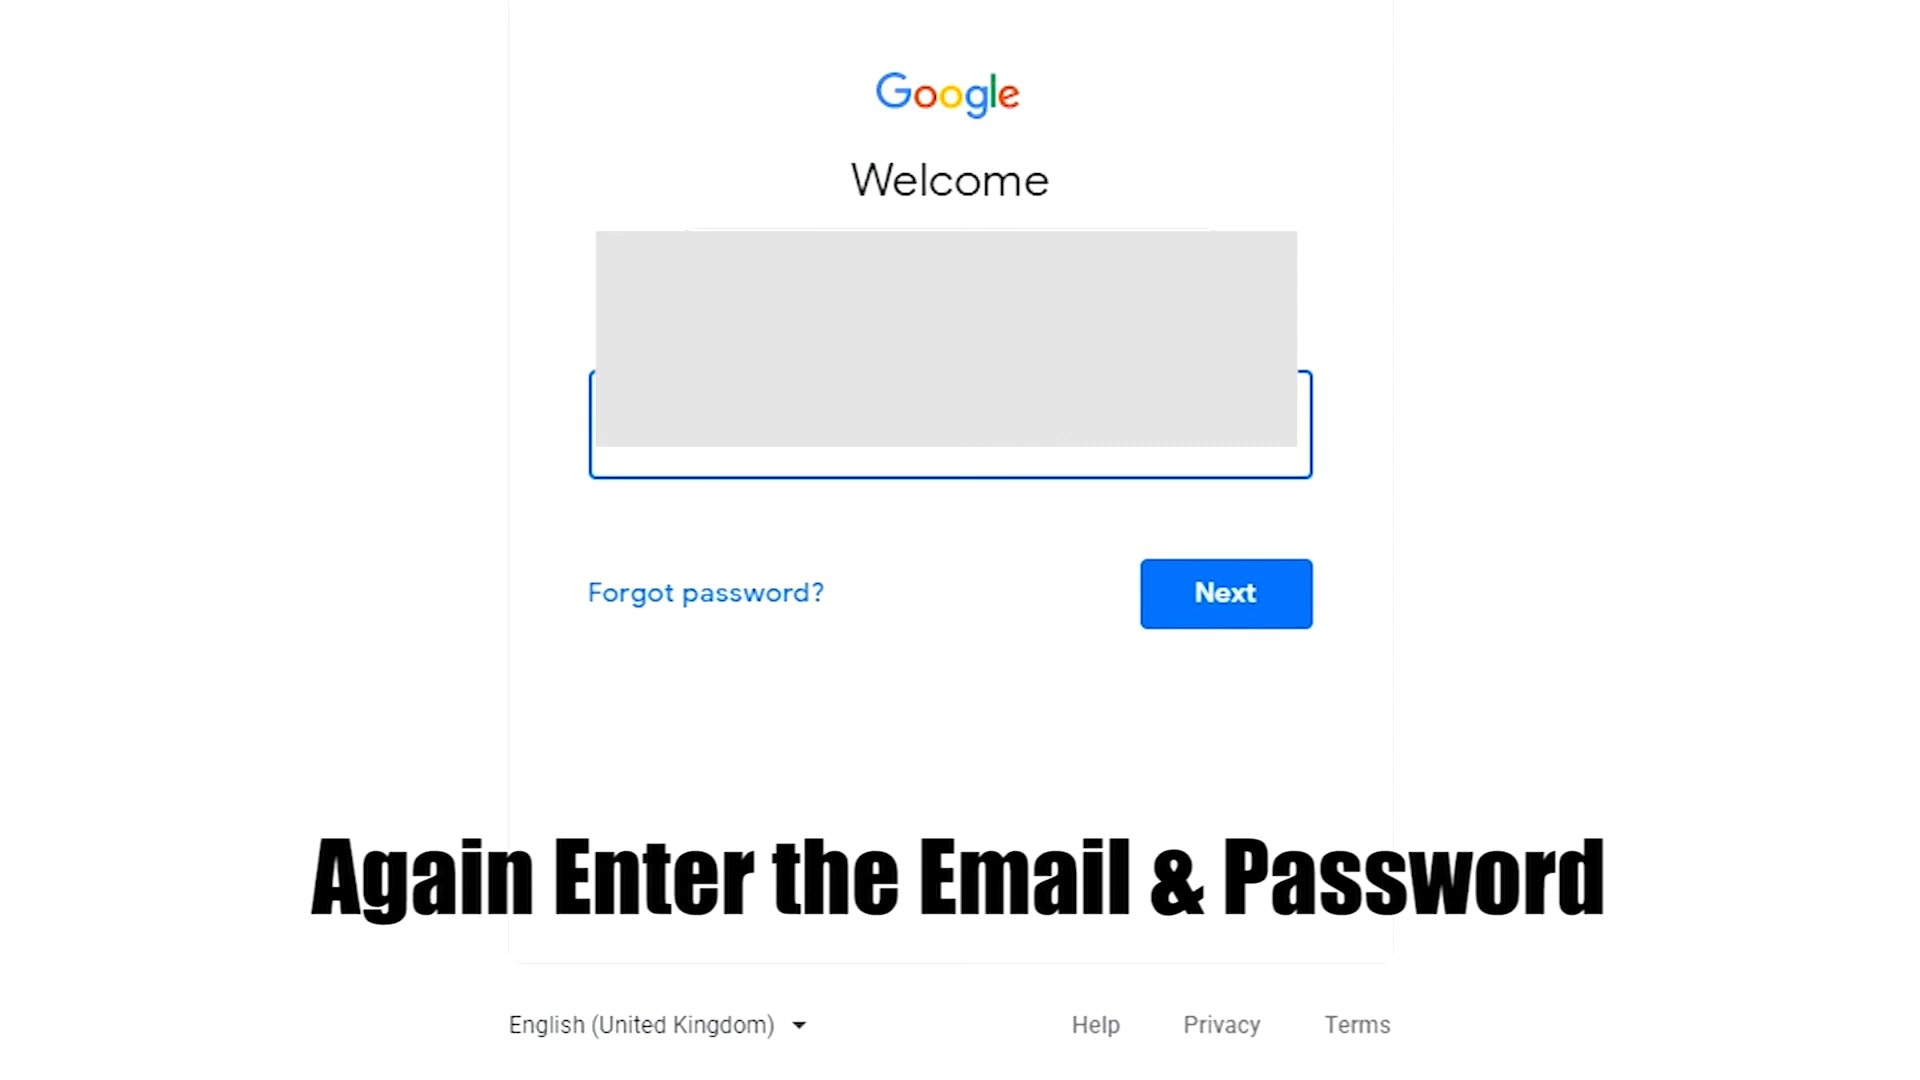 Google
Welcome
Forgot password?
Next
Again Enter the Email & Password
English (United Kingdom)
Help Privacy Terms